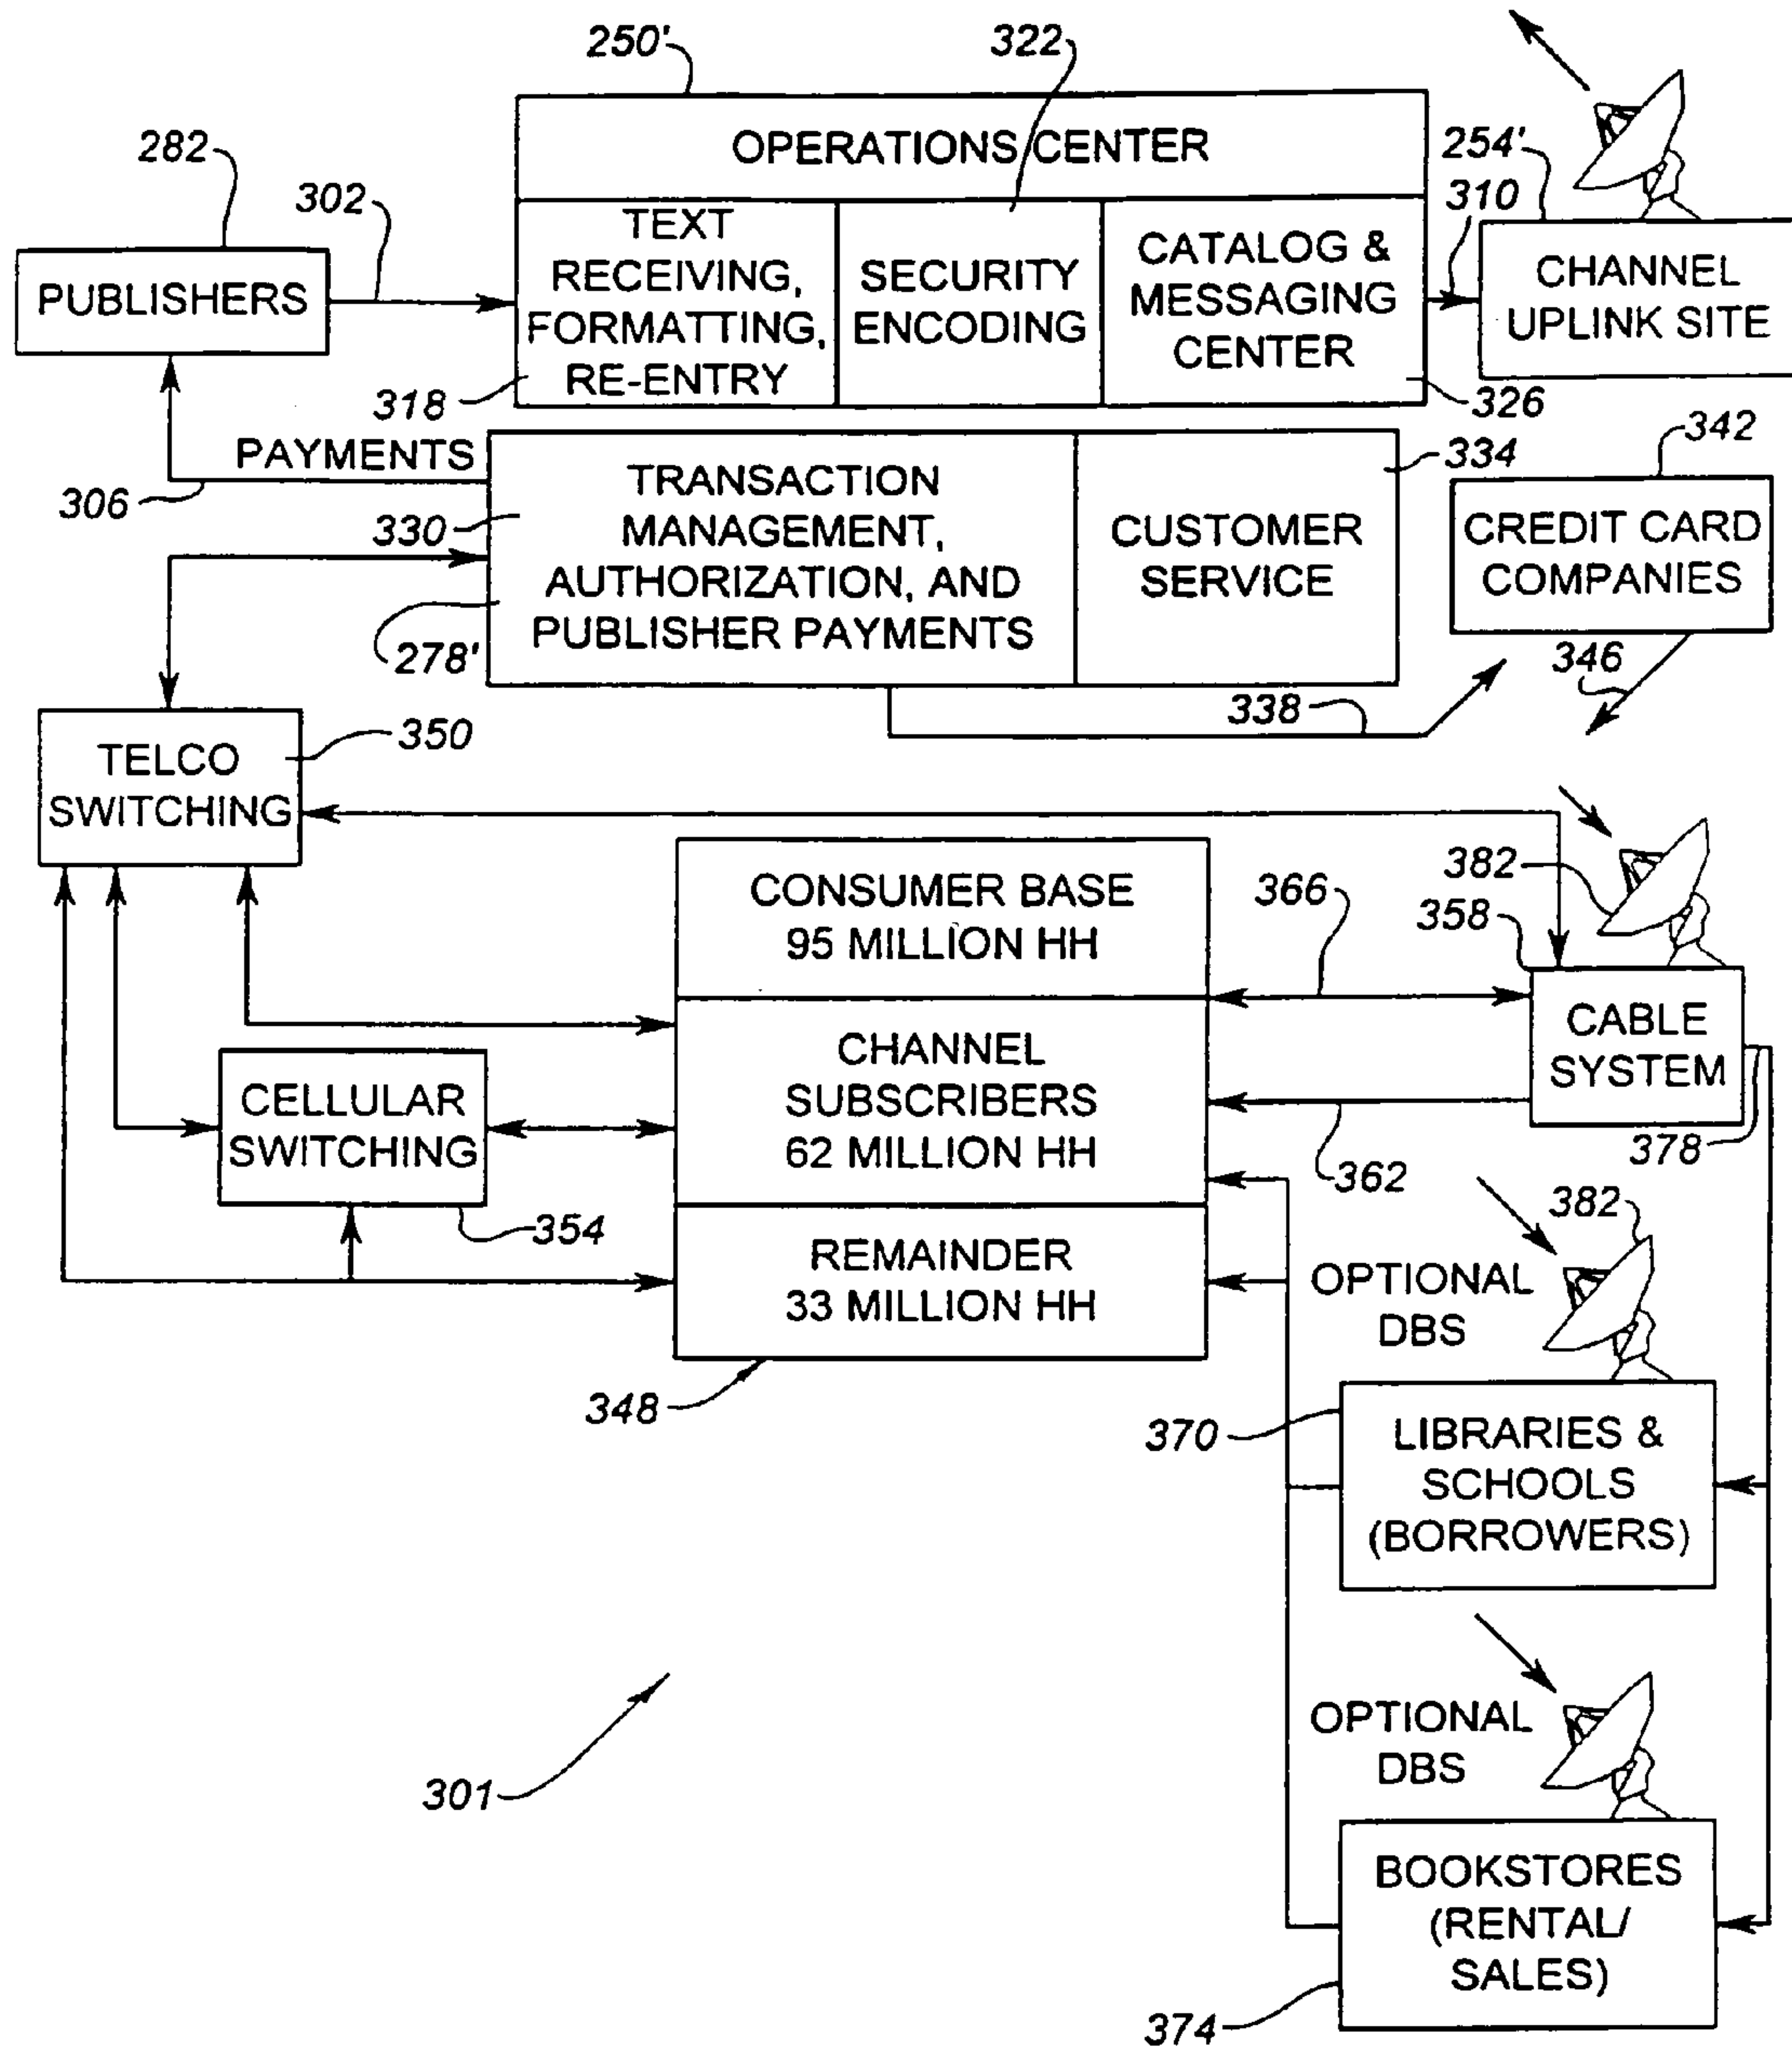 250'
322
OPERATIONS CENTER
282
302
254'
310
PUBLISHERS
TEXT
RECEIVING,
FORMATTING,
RE-ENTRY
SECURITY
ENCODING
CATALOG &
MESSAGING
CENTER
CHANNEL
UPLINK SITE
318
326
PAYMENTS
306
330
TRANSACTION
MANAGEMENT,
AUTHORIZATION, AND
PUBLISHER PAYMENTS
278'
334
CUSTOMER
SERVICE
342
CREDIT CARD
COMPANIES
346
338
350
TELCO
SWITCHING
CONSUMER BASE
95 MILLION HH
366
382
358
CABLE
SYSTEM
CHANNEL
SUBSCRIBERS
62 MILLION HH
362
378
CELLULAR
SWITCHING
354
REMAINDER
33 MILLION HH
348
382
OPTIONAL
DBS
370
LIBRARIES &
SCHOOLS
(BORROWERS)
301
OPTIONAL
DBS
BOOKSTORES
(RENTAL/
SALES)
374